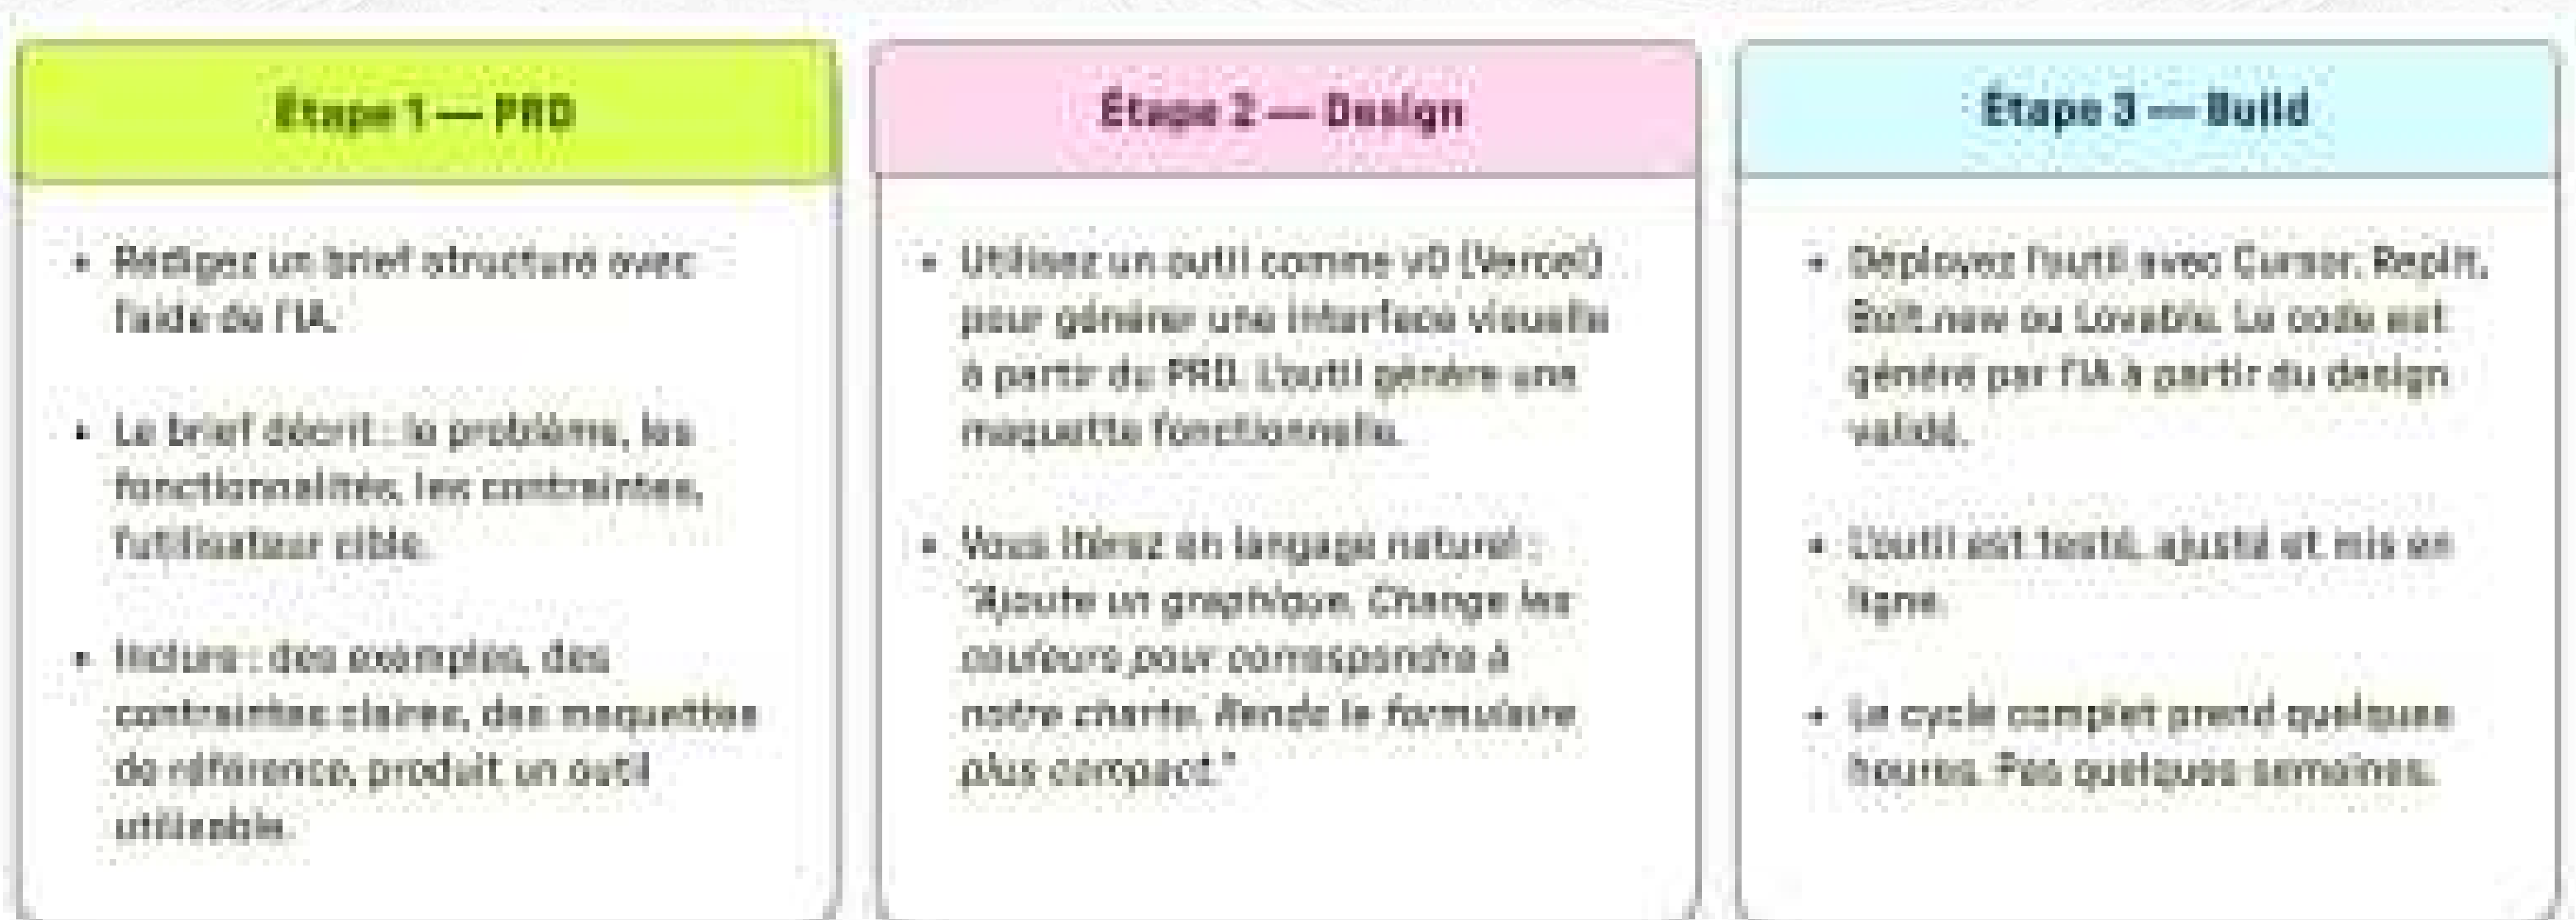 Étape 1 — PRD
• Rédigez un brief structuré avec
l'aide de l'IA.
• Le brief décrit : le problème, les
fonctionnalités, les contraintes,
l'utilisateur cible.
• Inclure : des exemples, des
contraintes claires, des maquettes
de référence, produit un outil
utilisable.
Étape 2 — Design
• Utilisez un outil comme v0 (Vercel)
pour générer une interface visuelle
à partir du PRD. L'outil génère une
maquette fonctionnelle.
• Vous itérez en langage naturel :
"Ajoute un graphique. Change les
couleurs pour correspondre à
notre charte. Rends le formulaire
plus compact."
Étape 3 — Build
• Déployez l'outil avec Cursor, Replit,
Bolt.new ou Lovable. Le code est
généré par l'IA à partir du design
validé.
• L'outil est testé, ajusté et mis en
ligne.
• Le cycle complet prend quelques
heures. Pas quelques semaines.